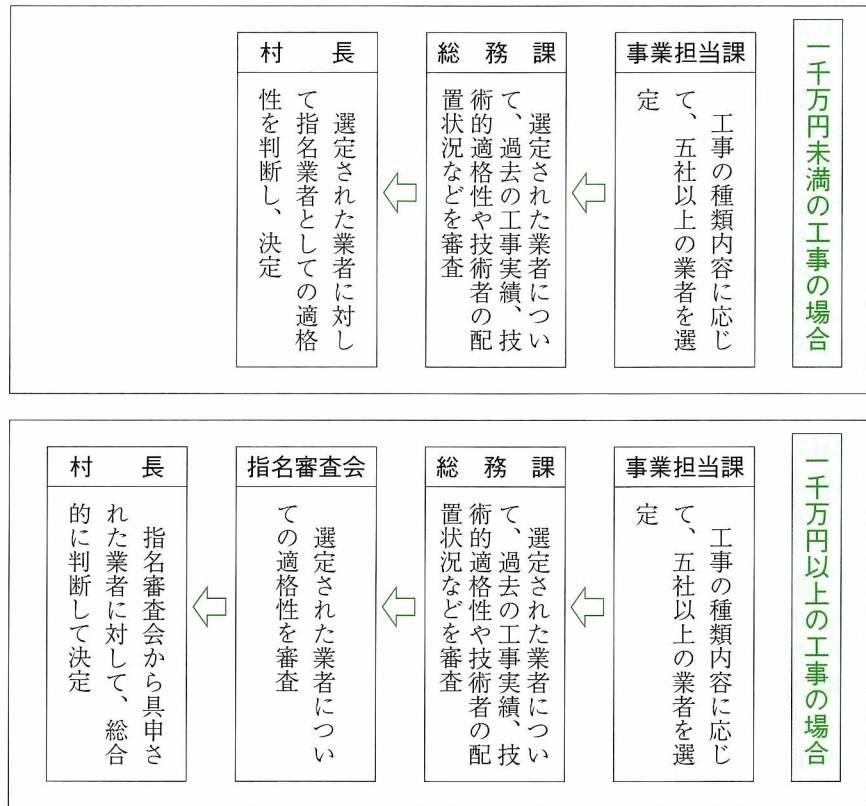 一千万円未満の工事の場合
事業担当課
工事の種類内容に応じ
て、五社以上の業者を選
定
総務課
選定された業者につい
て、過去の工事実績、技
術的適格性や技術者の配
置状況などを審査
村長
選定された業者に対し
て指名業者としての適格
性を判断し、決定
一千万円以上の工事の場合
事業担当課
工事の種類内容に応じ
て、五社以上の業者を選
定
総務課
選定された業者につい
て、過去の工事実績、技
術的適格性や技術者の配
置状況などを審査
指名審査会
選定された業者につい
ての適格性を審査
村長
指名審査会から具申さ
れた業者に対して、総合
的に判断して決定